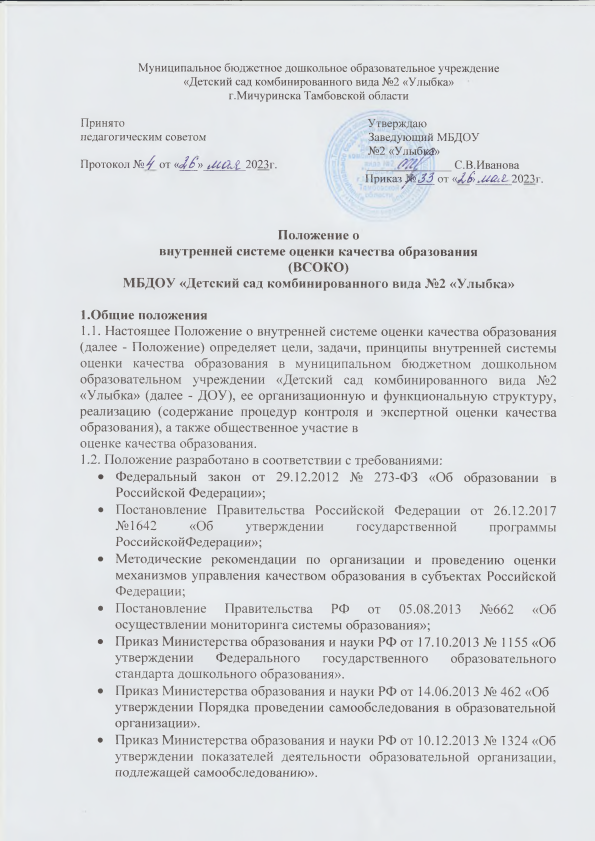 Муниципальное бюджетное дошкольное образовательное учреждение
«Детский сад комбинированного вида №2 «Улыбка»
г.Мичуринска Тамбовской области
Принято Утверждаю
педагогическим советом Заведующий МБДОУ
№2 «Улыбка»
Протокол № 4 от «26» мая 2023г. С.В.Иванова
Приказ № 33 от «26» мая 2023г.
Положение о
внутренней системе оценки качества образования
(ВСОКО)
МБДОУ «Детский сад комбинированного вида №2 «Улыбка»
1.Общие положения
1.1. Настоящее Положение о внутренней системе оценки качества образования
(далее - Положение) определяет цели, задачи, принципы внутренней системы
оценки качества образования в муниципальном бюджетном дошкольном
образовательном учреждении «Детский сад комбинированного вида №2
«Улыбка» (далее - ДОУ), ее организационную и функциональную структуру,
реализацию (содержание процедур контроля и экспертной оценки качества
образования), а также общественное участие в
оценке качества образования.
1.2. Положение разработано в соответствии с требованиями:
• Федеральный закон от 29.12.2012 № 273-ФЗ «Об образовании в
Российской Федерации»;
• Постановление Правительства Российской Федерации от 26.12.2017
№1642 «Об утверждении государственной программы
РоссийскойФедерации»;
• Методические рекомендации по организации и проведению оценки
механизмов управления качеством образования в субъектах Российской
Федерации;
• Постановление Правительства РФ от 05.08.2013 №662 «Об
осуществлении мониторинга системы образования»;
• Приказ Министерства образования и науки РФ от 17.10.2013 № 1155 «Об
утверждении Федерального государственного образовательного
стандарта дошкольного образования».
• Приказ Министерства образования и науки РФ от 14.06.2013 № 462 «Об
утверждении Порядка проведении самообследования в образовательной
организации».
• Приказ Министерства образования и науки РФ от 10.12.2013 № 1324 «Об
утверждении показателей деятельности образовательной организации,
подлежащей самообследованию».